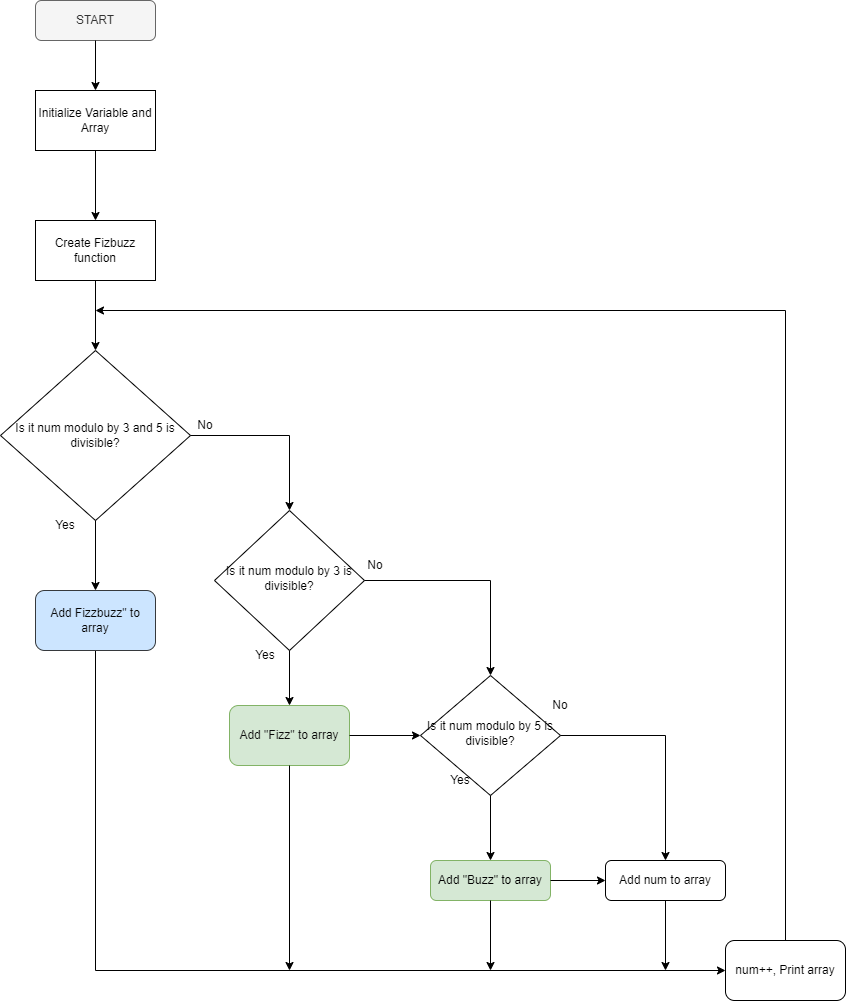 START
Initialize Variable and
Array
Create Fizbuzz
function
Is it num modulo by 3 and 5 is
divisible?
No
Yes
Add Fizzbuzz" to
array
Is it num modulo by 3 is
divisible?
No
Yes
Add "Fizz" to array
Is it num modulo by 5 is
divisible?
No
Yes
Add "Buzz" to array
Add num to array
num++, Print array